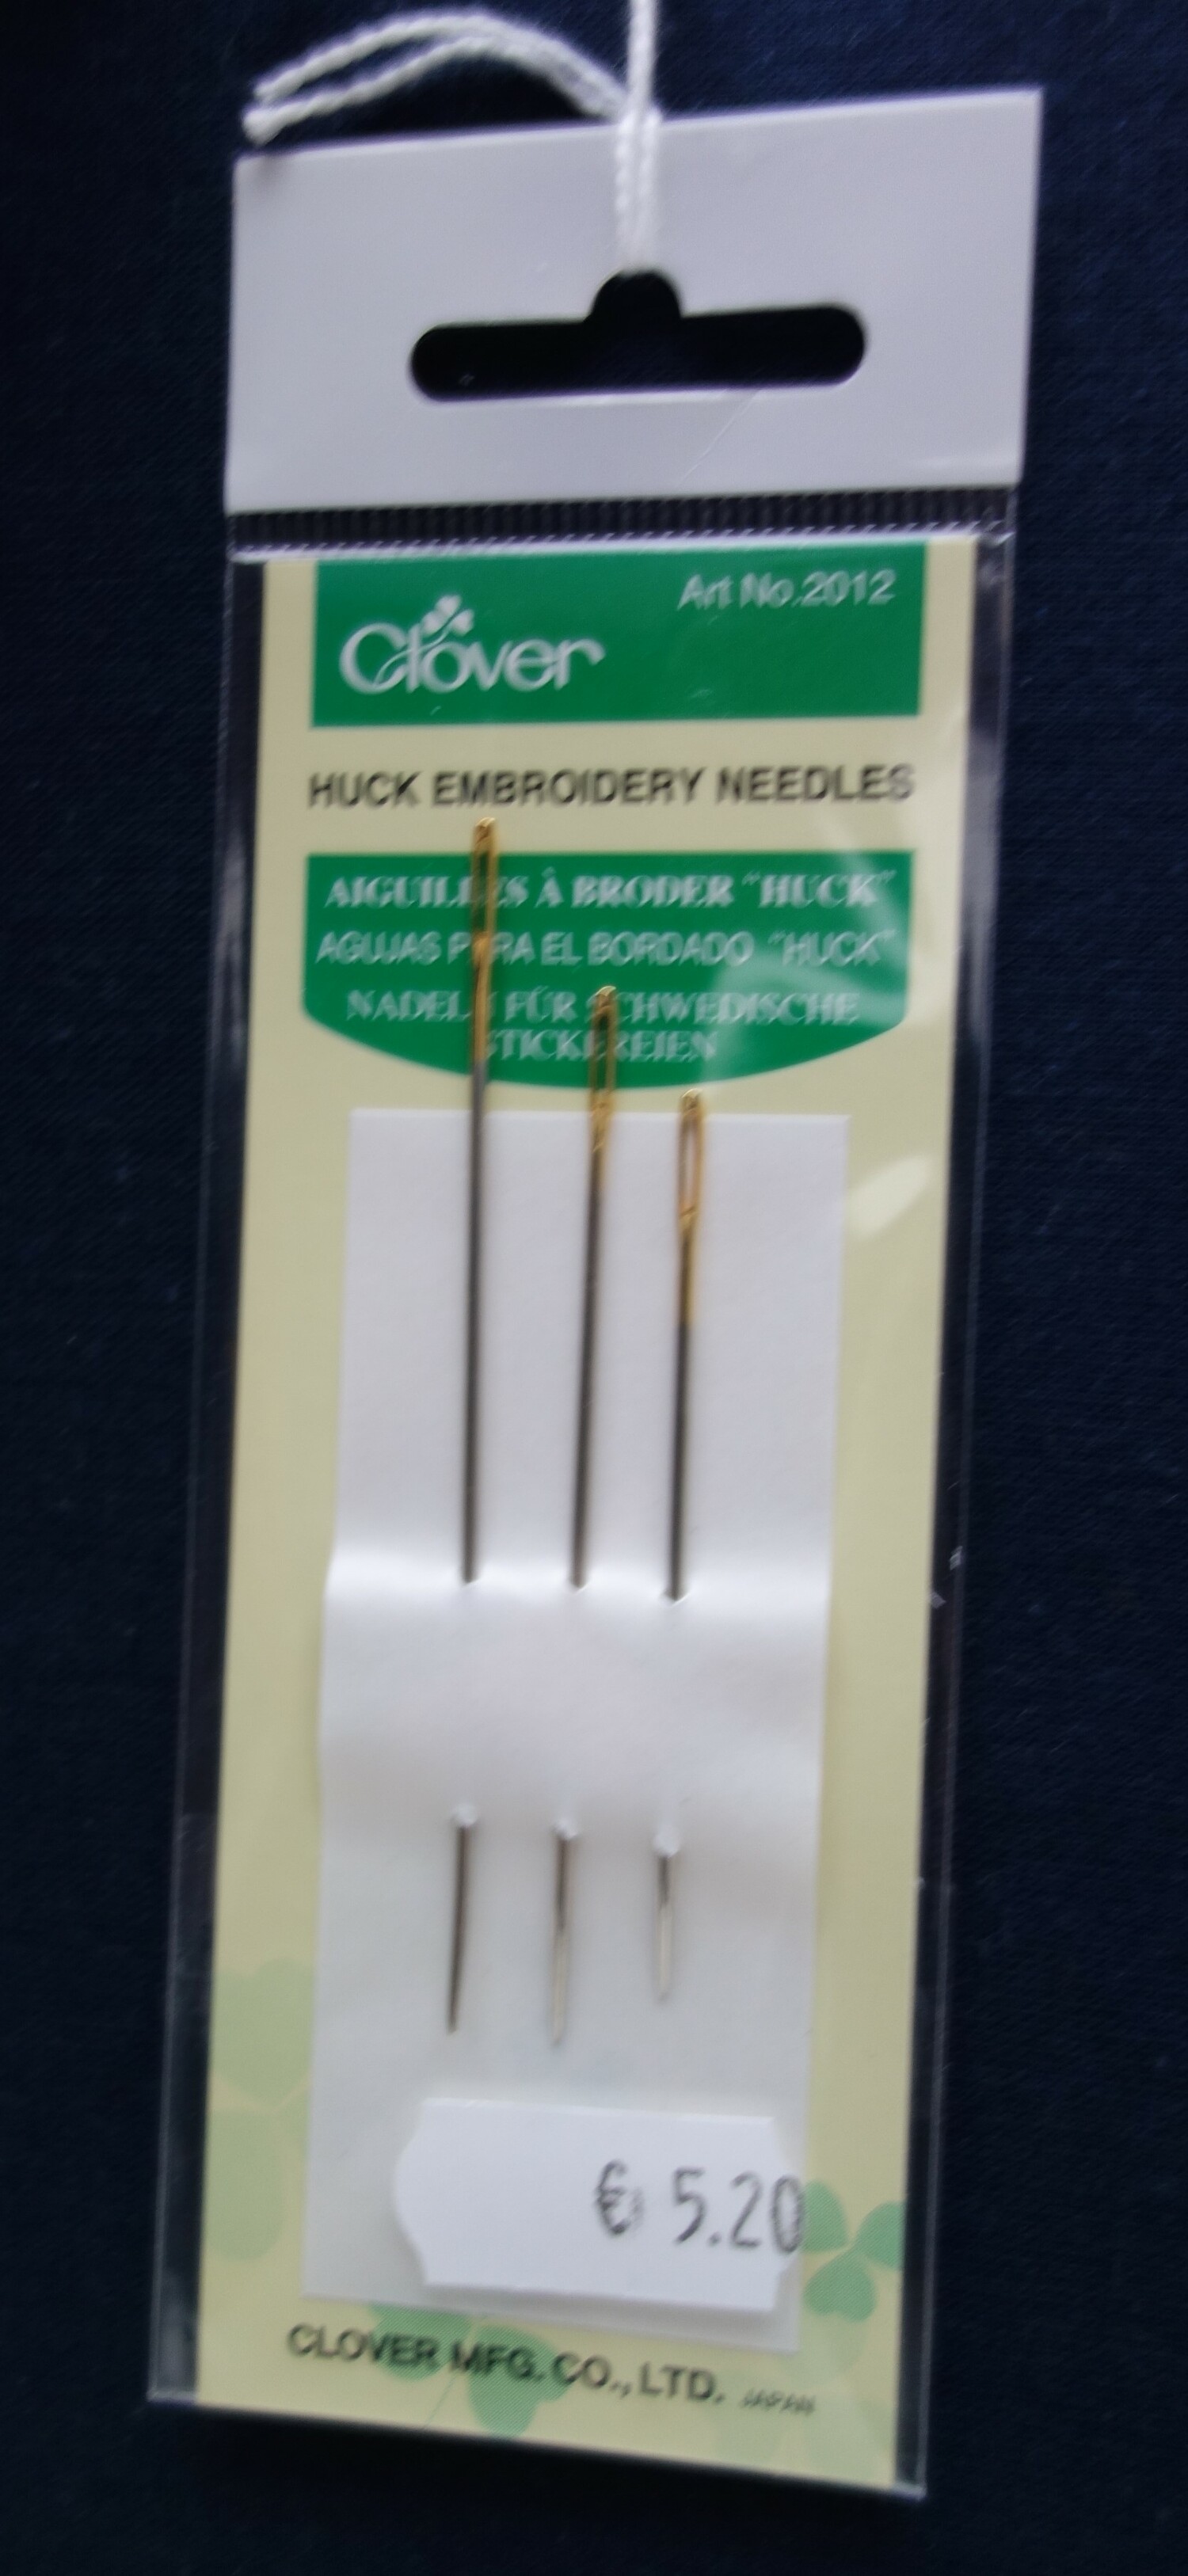 Art No.2012
Clover
HUCK EMBROIDERY NEEDLES
AIGUILLES À BRODER "HUCK"
AGUJAS PARA EL BORDADO "HUCK"
NADELN FÜR SCHWEDISCHE
STICKEREIEN
€ 5.20
CLOVER MFG. CO., LTD. JAPAN